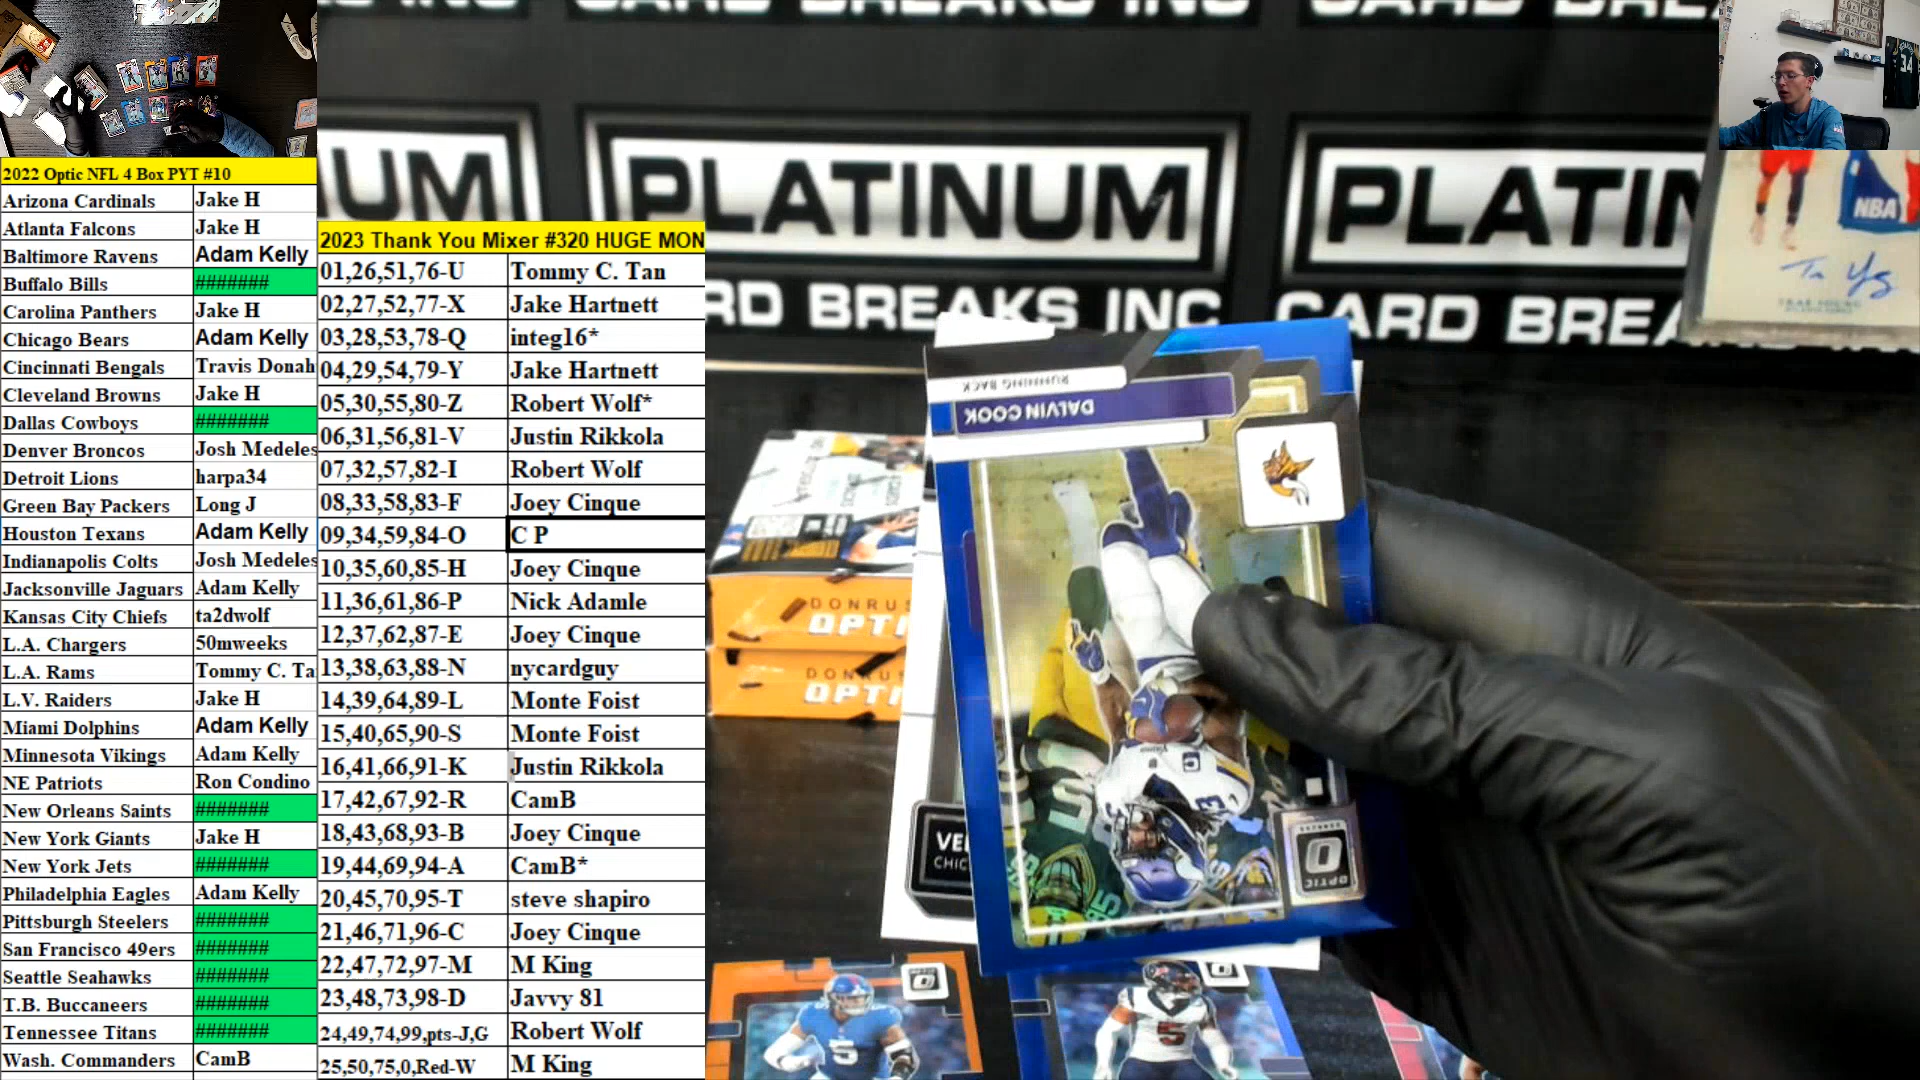 CARD BREAKS INC
PLATINUM
PLATINUM
PLATIN
RD BREAKS INC
CARD BREA
34
NBA
2022 Optic NFL 4 Box PYT #10
Arizona Cardinals Jake H
Atlanta Falcons Jake H
Baltimore Ravens Adam Kelly
Buffalo Bills #######
Carolina Panthers Jake H
Chicago Bears Adam Kelly
Cincinnati Bengals Travis Donah
Cleveland Browns Jake H
Dallas Cowboys #######
Denver Broncos Josh Medeles
Detroit Lions harpa34
Green Bay Packers Long J
Houston Texans Adam Kelly
Indianapolis Colts Josh Medeles
Jacksonville Jaguars Adam Kelly
Kansas City Chiefs ta2dwolf
L.A. Chargers 50mweeks
L.A. Rams Tommy C. Ta
L.V. Raiders Jake H
Miami Dolphins Adam Kelly
Minnesota Vikings Adam Kelly
NE Patriots Ron Condino
New Orleans Saints #######
New York Giants Jake H
New York Jets #######
Philadelphia Eagles Adam Kelly
Pittsburgh Steelers #######
San Francisco 49ers #######
Seattle Seahawks #######
T.B. Buccaneers #######
Tennessee Titans #######
Wash. Commanders CamB
2023 Thank You Mixer #320 HUGE MON
01,26,51,76-U Tommy C. Tan
02,27,52,77-X Jake Hartnett
03,28,53,78-Q integ16*
04,29,54,79-Y Jake Hartnett
05,30,55,80-Z Robert Wolf*
06,31,56,81-V Justin Rikkola
07,32,57,82-I Robert Wolf
08,33,58,83-F Joey Cinque
09,34,59,84-O C P
10,35,60,85-H Joey Cinque
11,36,61,86-P Nick Adamle
12,37,62,87-E Joey Cinque
13,38,63,88-N nycardguy
14,39,64,89-L Monte Foist
15,40,65,90-S Monte Foist
16,41,66,91-K Justin Rikkola
17,42,67,92-R CamB
18,43,68,93-B Joey Cinque
19,44,69,94-A CamB*
20,45,70,95-T steve shapiro
21,46,71,96-C Joey Cinque
22,47,72,97-M M King
23,48,73,98-D Javvy 81
24,49,74,99,pts-J,G Robert Wolf
25,50,75,0,Red-W M King
RUNNING BACK
DALVIN COOK
DONRUS
OPTI
DONRUS
OPTI
VE
CHIC
OPTIC
5
5